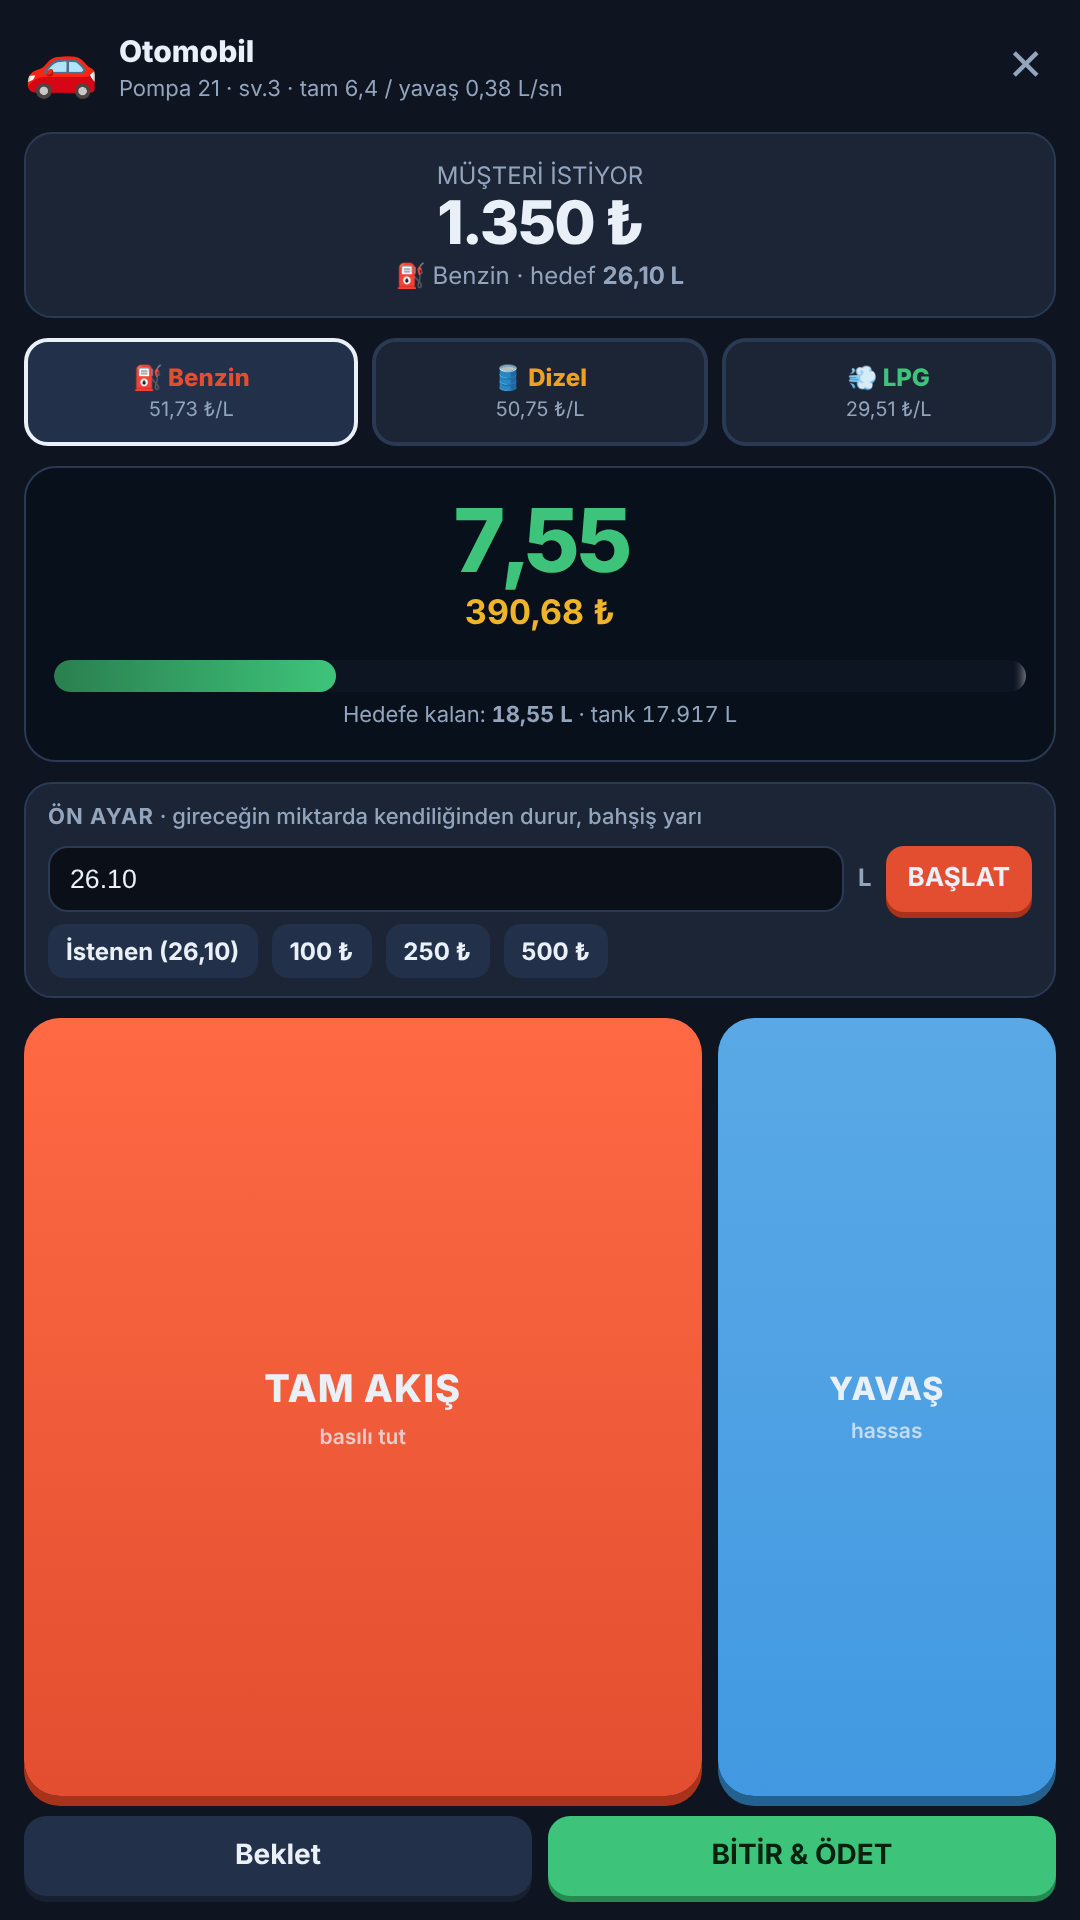 Otomobil
Pompa 21 · sv.3 · tam 6,4 / yavaş 0,38 L/sn
MÜŞTERİ İSTİYOR
1.350 ₺
Benzin · hedef 26,10 L
Benzin
51,73 ₺/L
Dizel
50,75 ₺/L
LPG
29,51 ₺/L
7,55
390,68 ₺
Hedefe kalan: 18,55 L · tank 17.917 L
ÖN AYAR · gireceğin miktarda kendiliğinden durur, bahşiş yarı
26.10 L BAŞLAT
İstenen (26,10) 100 ₺ 250 ₺ 500 ₺
TAM AKIŞ
basılı tut
YAVAŞ
hassas
Beklet
BİTİR & ÖDET